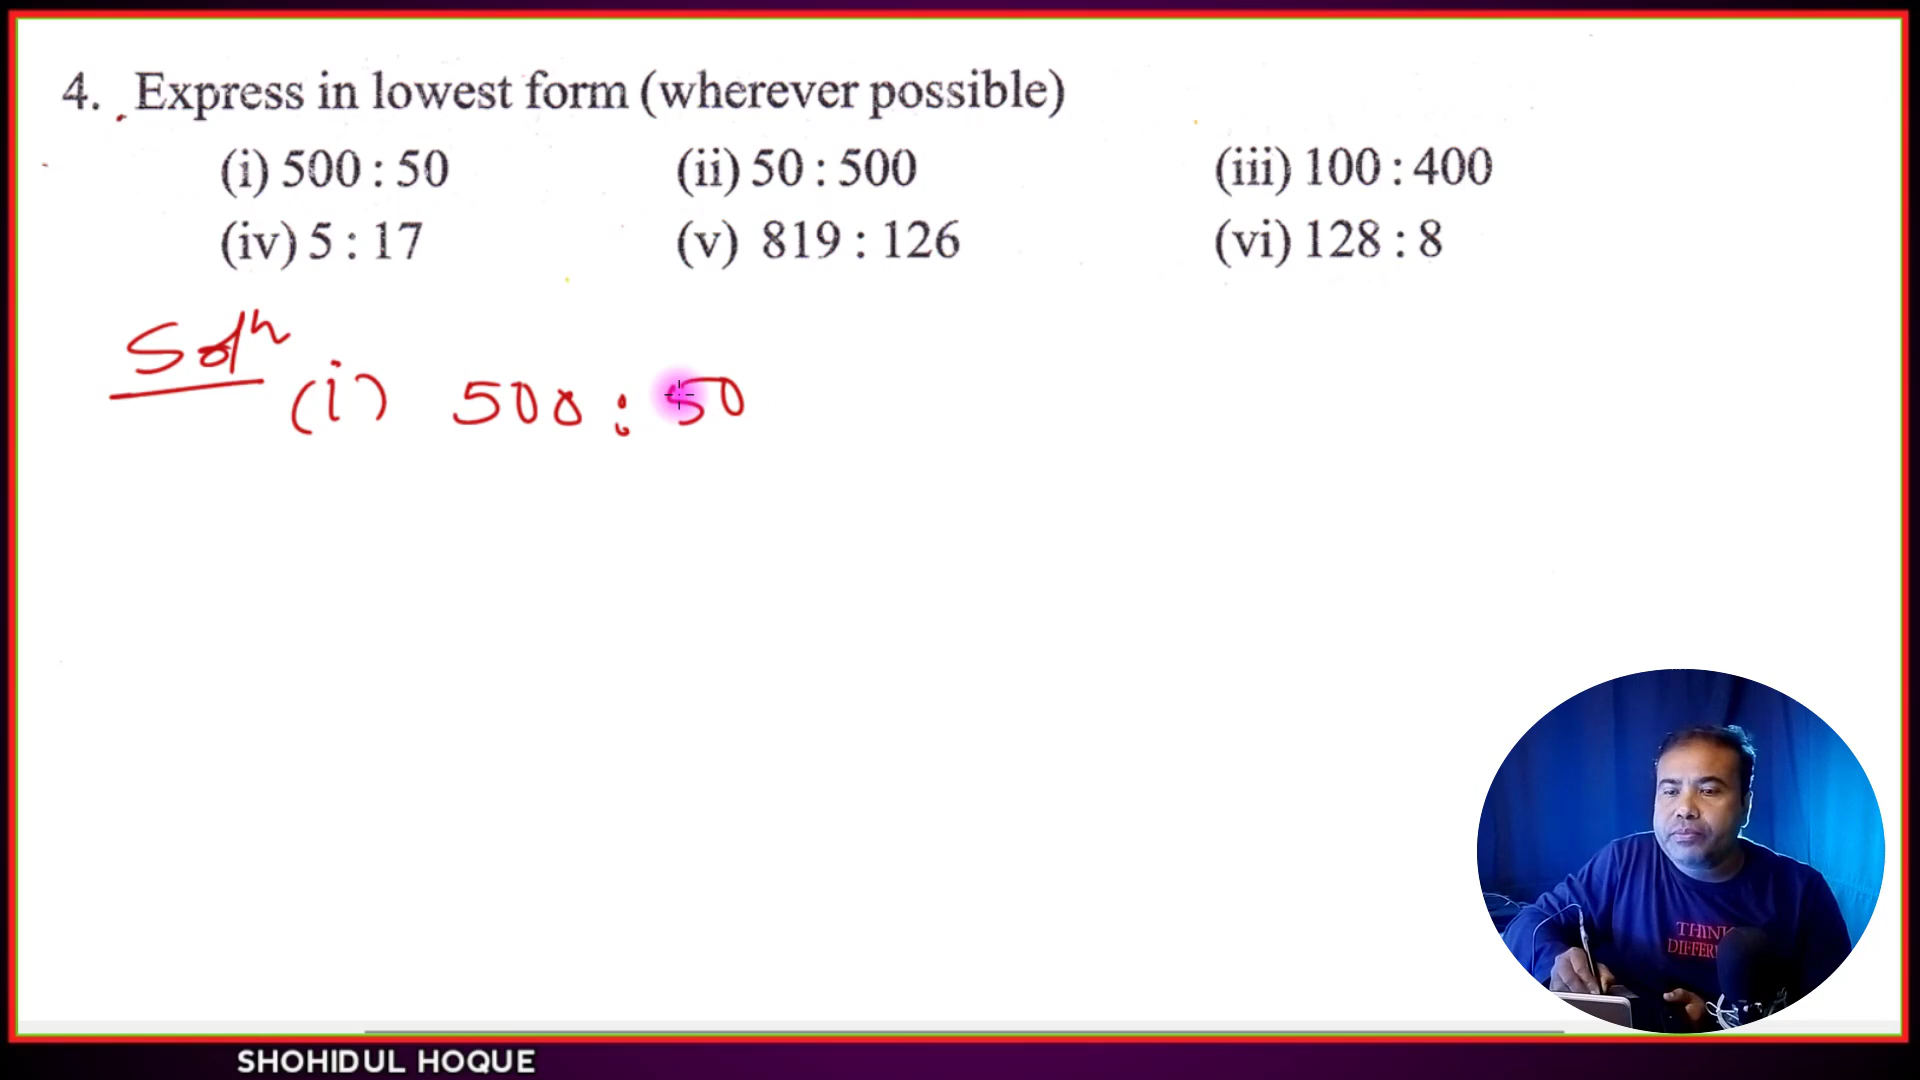 4. Express in lowest form (wherever possible)
(i) 500 : 50 (ii) 50 : 500 (iii) 100 : 400
(iv) 5 : 17 (v) 819 : 126 (vi) 128 : 8
Soln
(i) 500 : 50
THINK
DIFFER
SHOHIDUL HOQUE